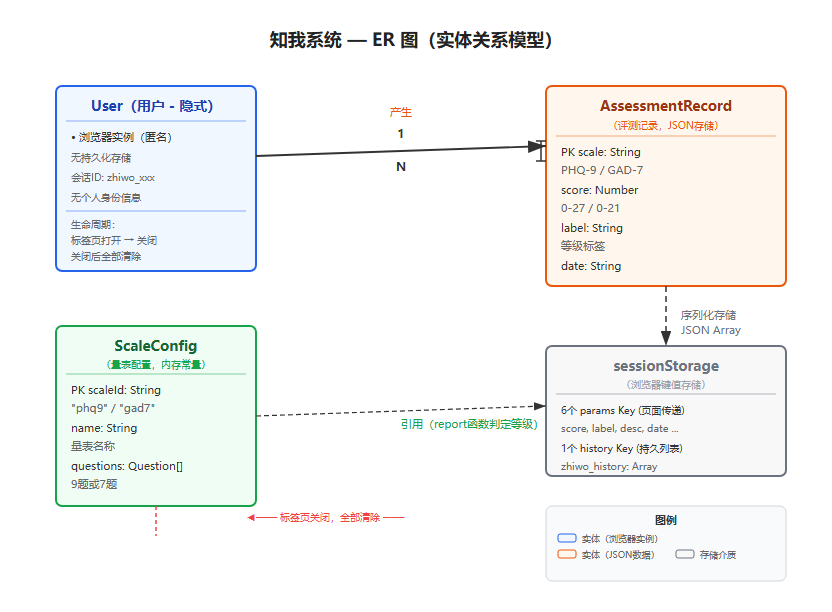 知我系统 — ER 图（实体关系模型）
User（用户 - 隐式）
• 浏览器实例（匿名）
无持久化存储
会话ID: zhiwo_xxx
无个人身份信息
生命周期：
标签页打开 → 关闭
关闭后全部清除
产生
1
N
AssessmentRecord
（评测记录，JSON存储）
PK scale: String
PHQ-9 / GAD-7
score: Number
0-27 / 0-21
label: String
等级标签
date: String
序列化存储
JSON Array
ScaleConfig
（量表配置，内存常量）
PK scaleId: String
"phq9" / "gad7"
name: String
量表名称
questions: Question[]
9题或7题
引用（report函数判定等级）
sessionStorage
（浏览器键值存储）
6个 params Key (页面传递)
score, label, desc, date ...
1个 history Key (持久列表)
zhiwo_history: Array
标签页关闭，全部清除
图例
实体（浏览器实例）
实体（JSON数据）
存储介质